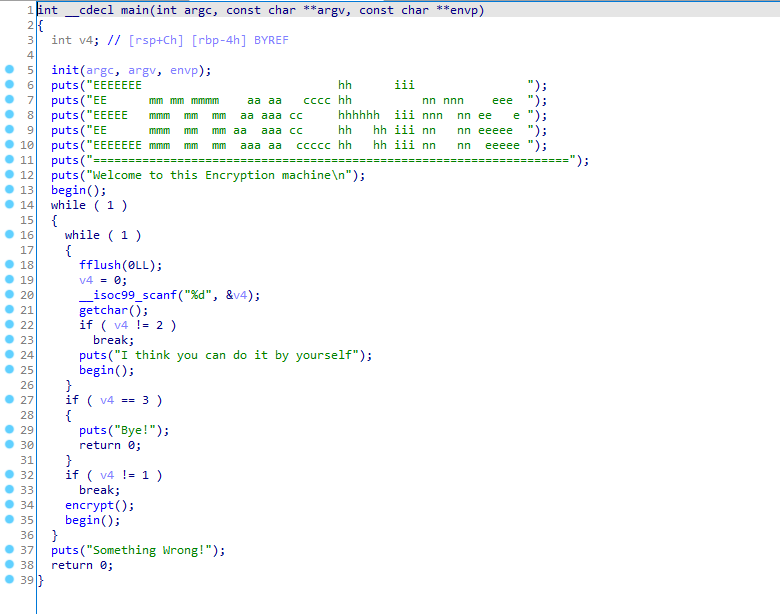 1 int __cdecl main(int argc, const char **argv, const char **envp)
2 {
3   int v4; // [rsp+Ch] [rbp-4h] BYREF
4
5   init(argc, argv, envp);
6   puts("EEEEEEE                            hh      iii                ");
7   puts("EE      mm mm mmmm    aa aa   cccc hh          nn nnn    eee  ");
8   puts("EEEEE   mmm  mm  mm  aa aaa cc     hhhhhh  iii nnn  nn ee   e ");
9   puts("EE      mmm  mm  mm aa  aaa cc     hh   hh iii nn   nn eeeee  ");
10   puts("EEEEEEE mmm  mm  mm  aaa aa  ccccc hh   hh iii nn   nn  eeeee ");
11   puts("====================================================================");
12   puts("Welcome to this Encryption machine\n");
13   begin();
14   while ( 1 )
15   {
16     while ( 1 )
17     {
18       fflush(0LL);
19       v4 = 0;
20       __isoc99_scanf("%d", &v4);
21       getchar();
22       if ( v4 != 2 )
23         break;
24       puts("I think you can do it by yourself");
25       begin();
26     }
27     if ( v4 == 3 )
28     {
29       puts("Bye!");
30       return 0;
31     }
32     if ( v4 != 1 )
33       break;
34     encrypt();
35     begin();
36   }
37   puts("Something Wrong!");
38   return 0;
39 }